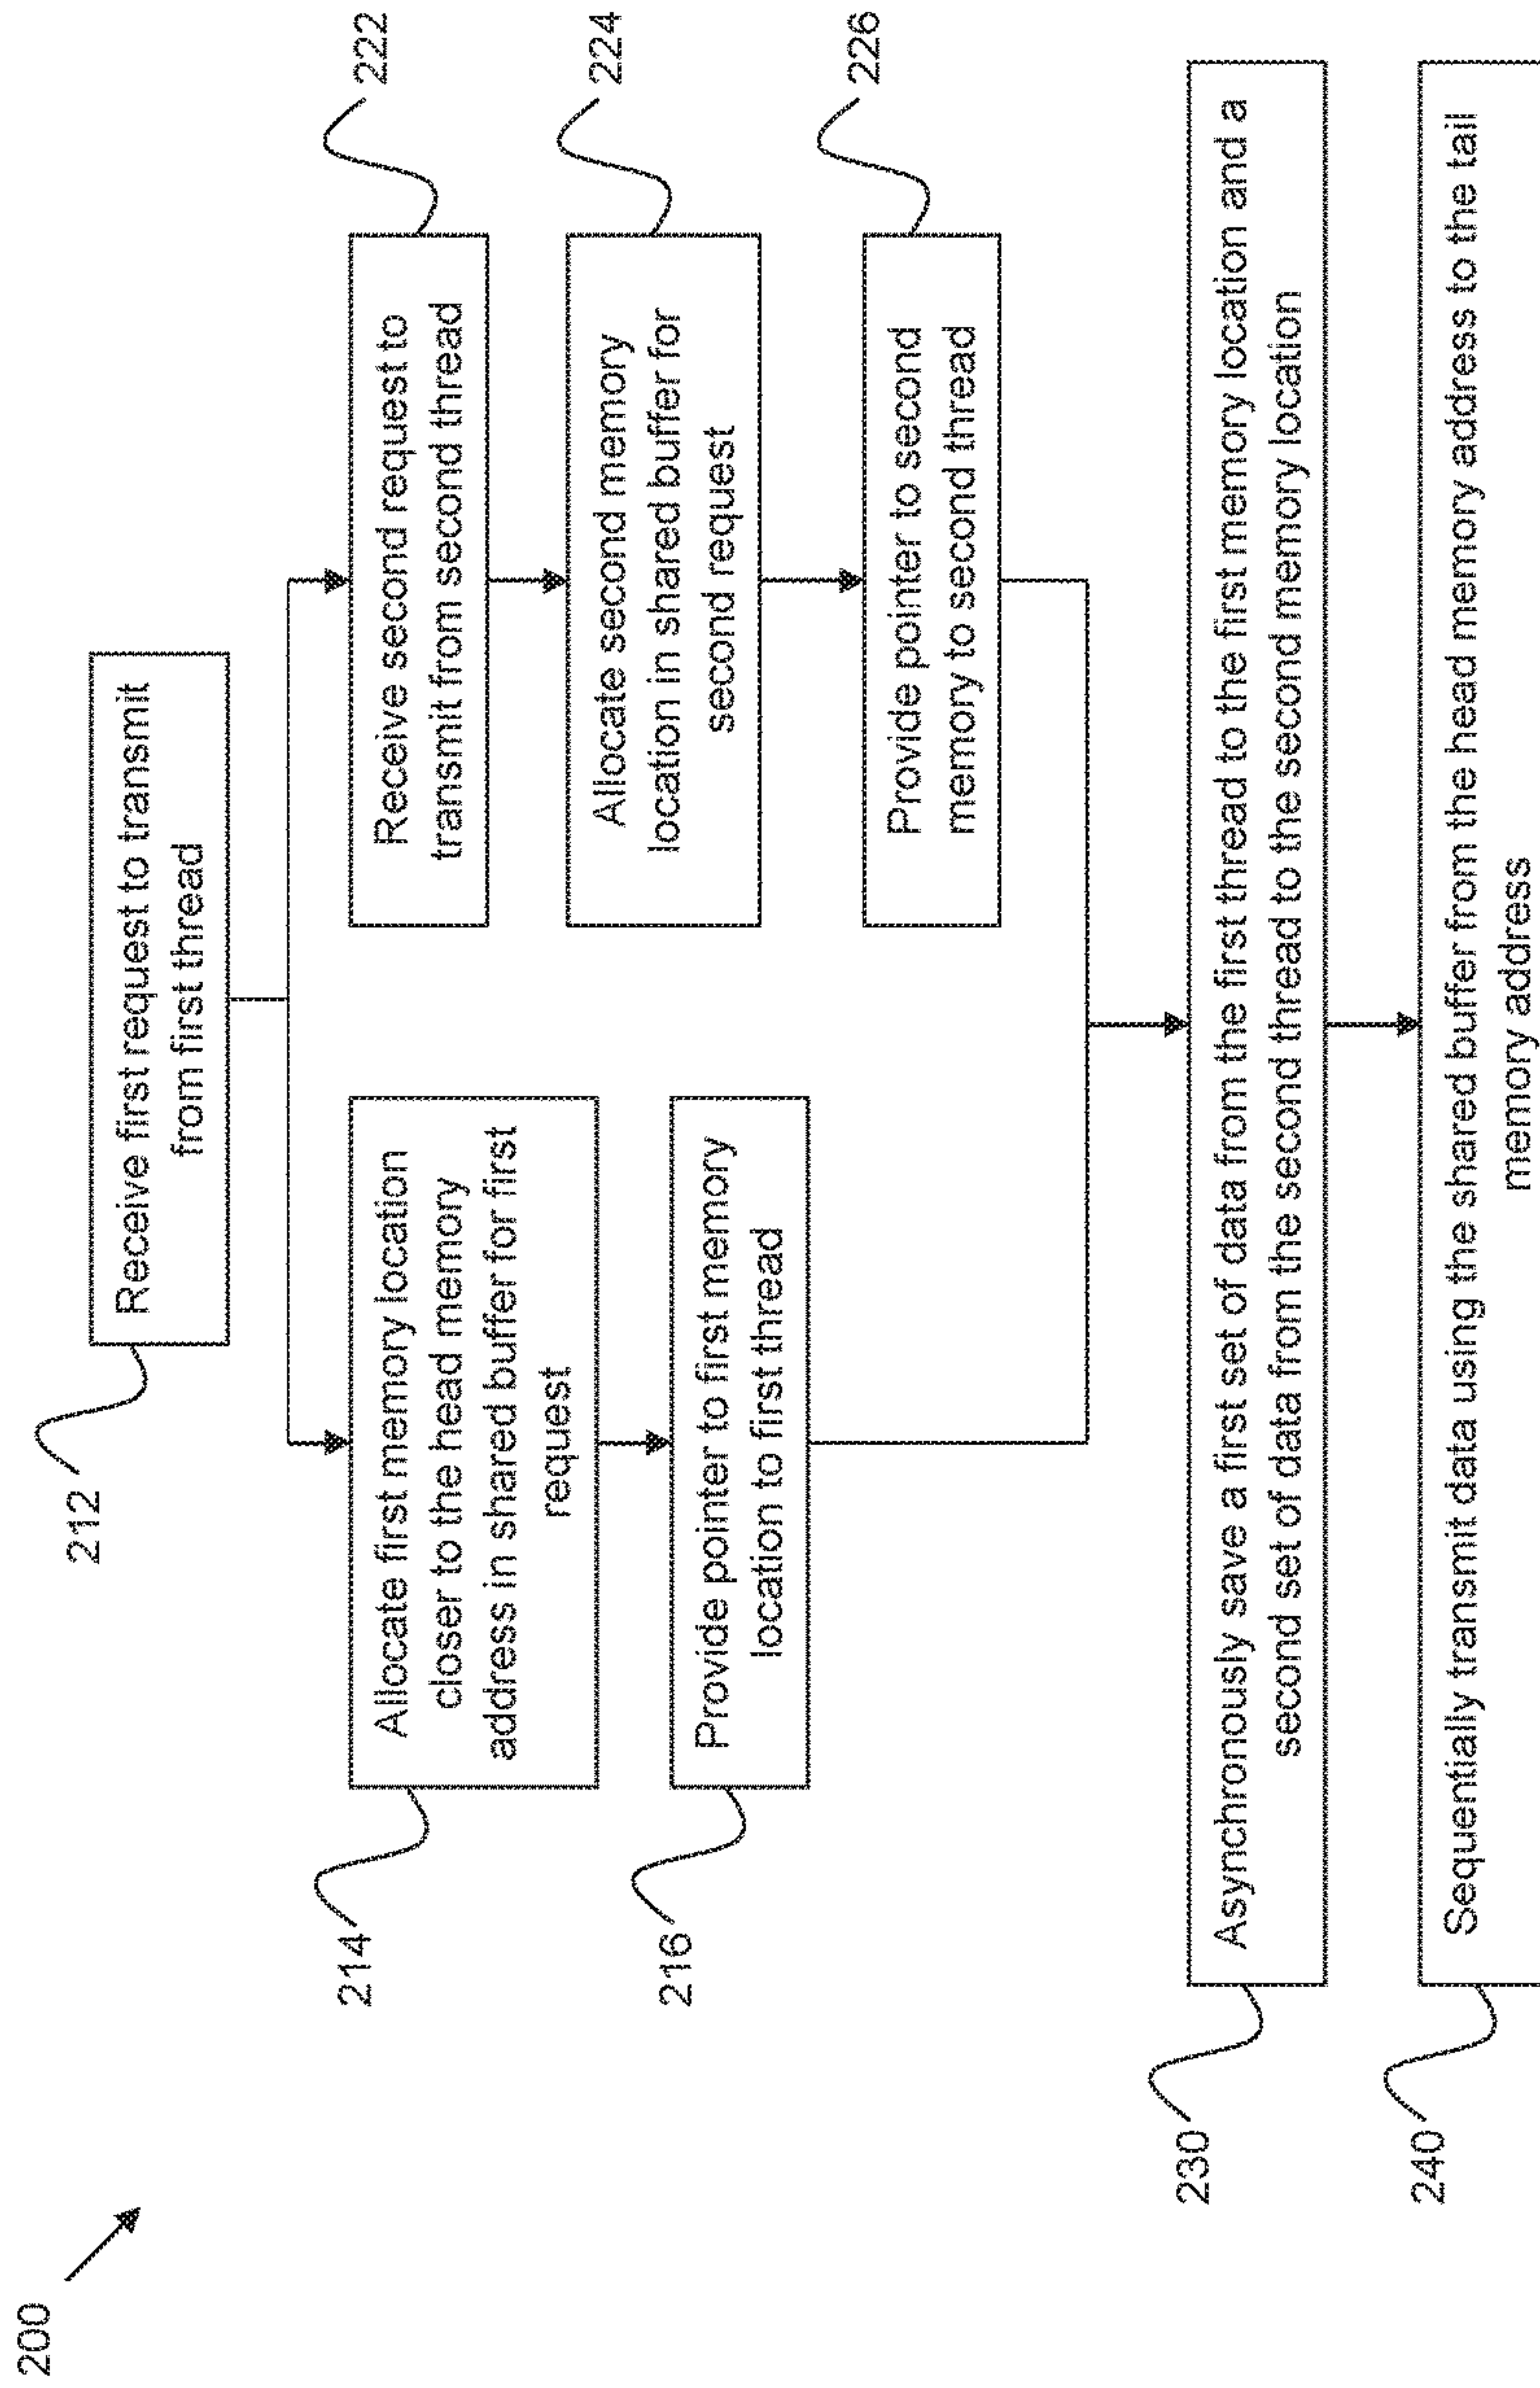 200
212
Receive first request to transmit
from first thread
214
Allocate first memory location
closer to the head memory
address in shared buffer for first
request
216
Provide pointer to first memory
location to first thread
222
Receive second request to
transmit from second thread
224
Allocate second memory
location in shared buffer for
second request
226
Provide pointer to second
memory to second thread
230
Asynchronously save a first set of data from the first thread to the first memory location and a
second set of data from the second thread to the second memory location
240
Sequentially transmit data using the shared buffer from the head memory address to the tail
memory address